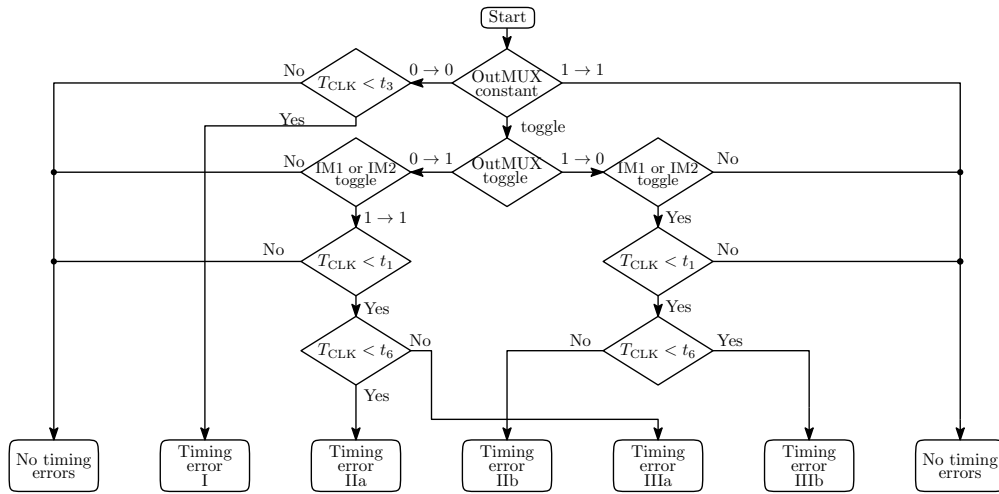 Start
No
T_CLK < t_3
0 → 0
OutMUX
constant
1 → 1
Yes
toggle
No
IM1 or IM2
toggle
0 → 1
OutMUX
toggle
1 → 0
IM1 or IM2
toggle
No
1 → 1
Yes
No
T_CLK < t_1
T_CLK < t_1
No
Yes
Yes
T_CLK < t_6
No
No
T_CLK < t_6
Yes
Yes
No timing
errors
Timing
error
I
Timing
error
IIa
Timing
error
IIb
Timing
error
IIIa
Timing
error
IIIb
No timing
errors